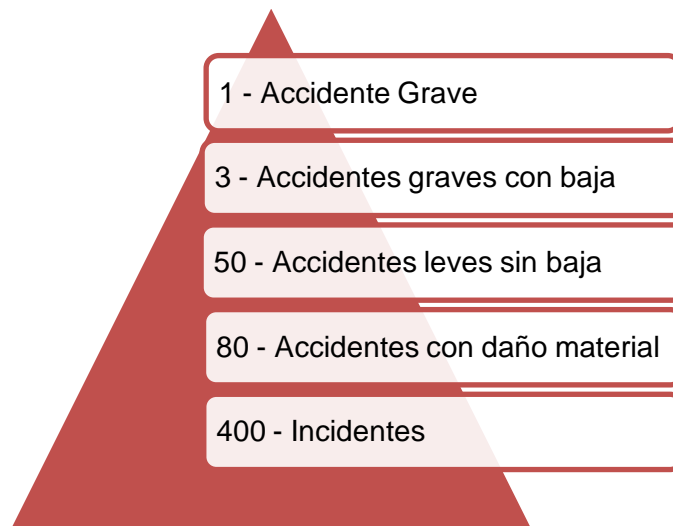 1 - Accidente Grave
3 - Accidentes graves con baja
50 - Accidentes leves sin baja
80 - Accidentes con daño material
400 - Incidentes